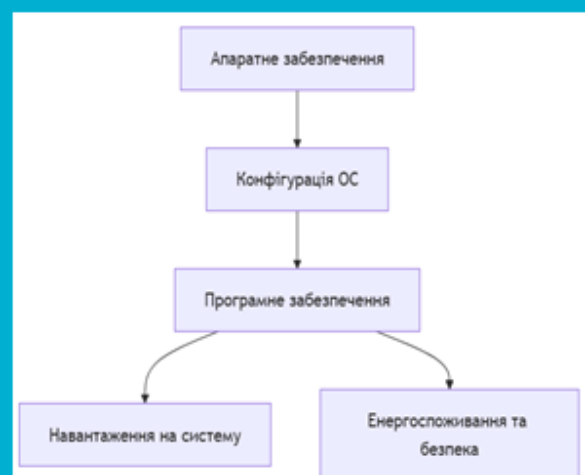 Апаратне забезпечення
Конфігурація ОС
Програмне забезпечення
Навантаження на систему
Енергоспоживання та
безпека